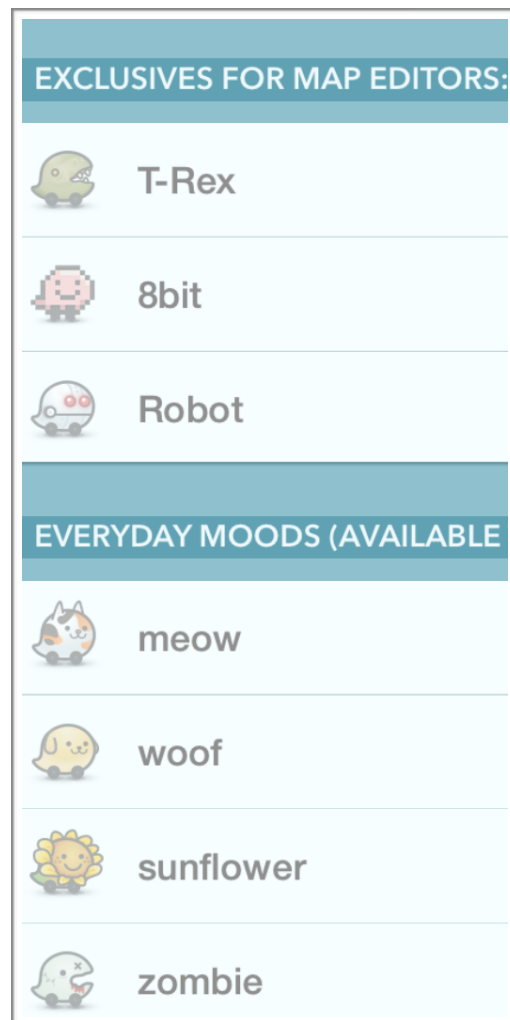 EXCLUSIVES FOR MAP EDITORS:
T-Rex
8bit
Robot
EVERYDAY MOODS (AVAILABLE
meow
woof
sunflower
zombie